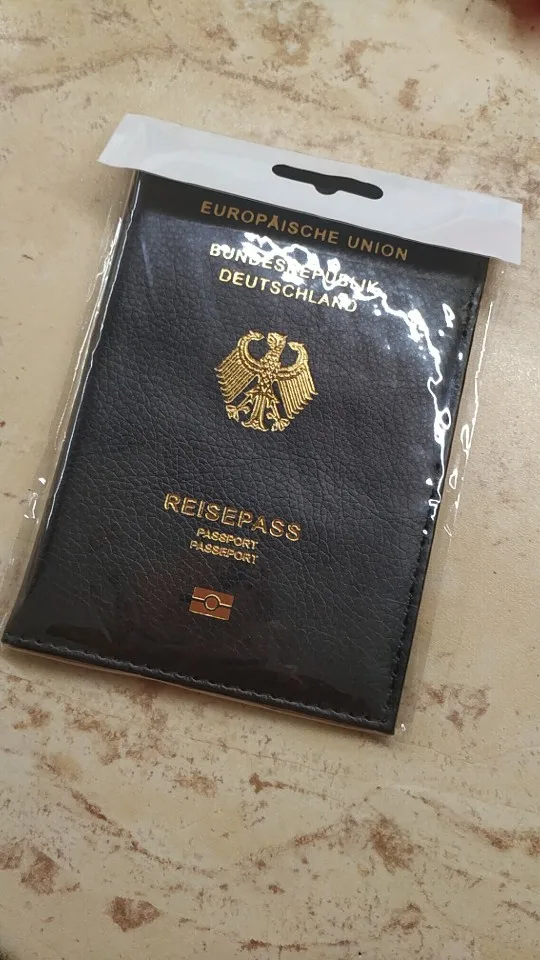 EUROPÄISCHE UNION
BUNDESREPUBLIK
DEUTSCHLAND
REISEPASS
PASSPORT
PASSEPORT